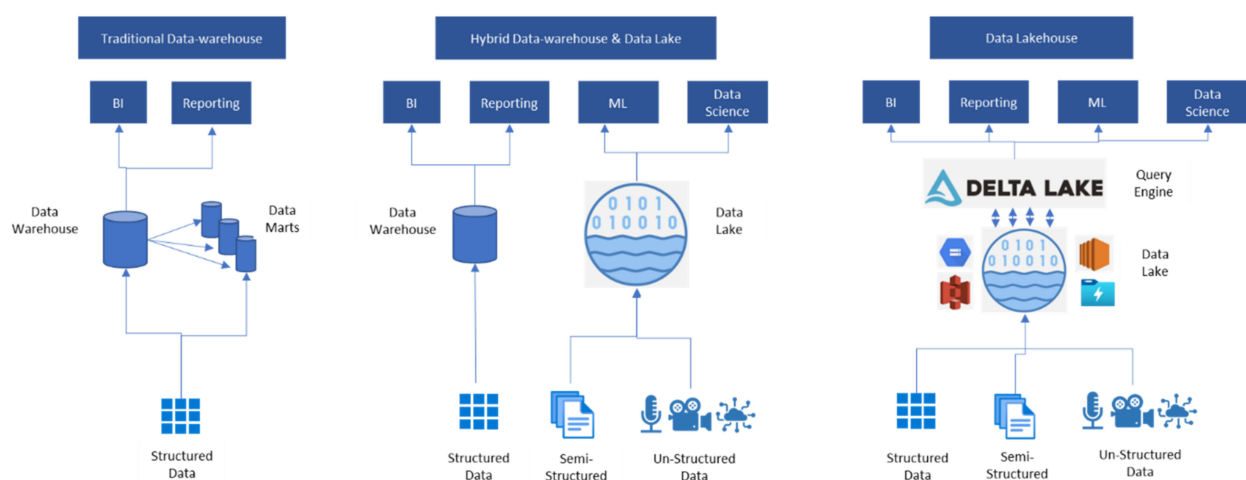 Traditional Data-warehouse
BI
Reporting
Data
Warehouse
Data
Marts
Structured
Data
Hybrid Data-warehouse & Data Lake
BI
Reporting
ML
Data
Science
Data
Warehouse
0 101
010010
Data
Lake
Structured
Data
Semi-
Structured
Un-Structured
Data
Data Lakehouse
BI
Reporting
ML
Data
Science
DELTA LAKE
Query
Engine
0101
010010
Data
Lake
Structured
Data
Semi-
Structured
Un-Structured
Data